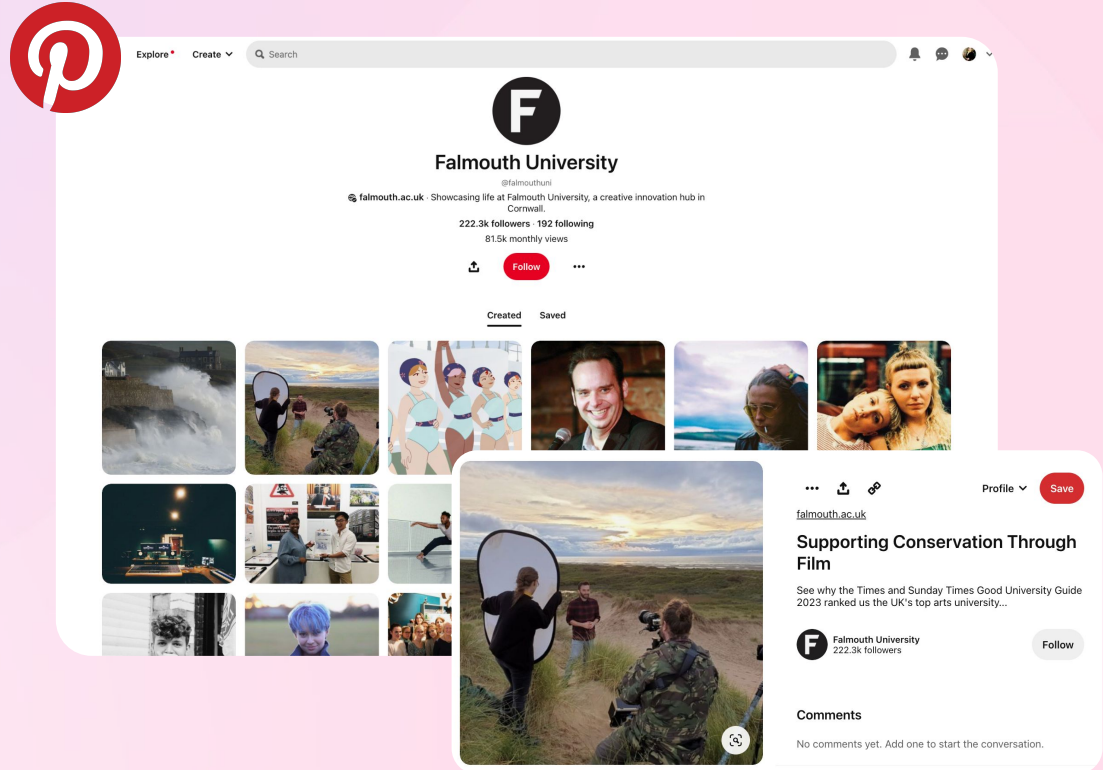 Explore
Create
Search
F
Falmouth University
@falmouthuni
falmouth.ac.uk · Showcasing life at Falmouth University, a creative innovation hub in
Cornwall.
222.3k followers · 192 following
81.5k monthly views
Follow
Created
Saved
Profile
Save
falmouth.ac.uk
Supporting Conservation Through
Film
See why the Times and Sunday Times Good University Guide
2023 ranked us the UK's top arts university...
F
Falmouth University
222.3k followers
Follow
Comments
No comments yet. Add one to start the conversation.